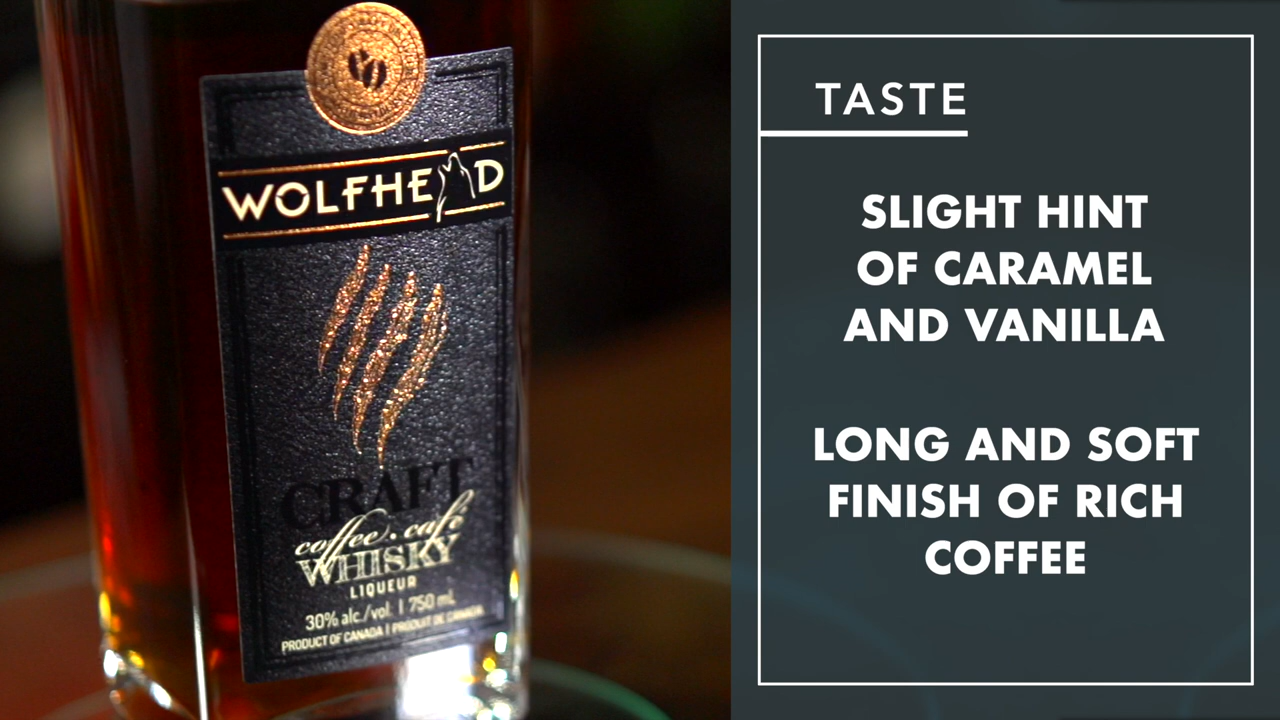 WOLFHEAD
CRAFT
coffee • café
WHISKY
LIQUEUR
30% alc./vol. | 750 mL
PRODUCT OF CANADA | PRODUIT DE CANADA
TASTE
SLIGHT HINT
OF CARAMEL
AND VANILLA
LONG AND SOFT
FINISH OF RICH
COFFEE